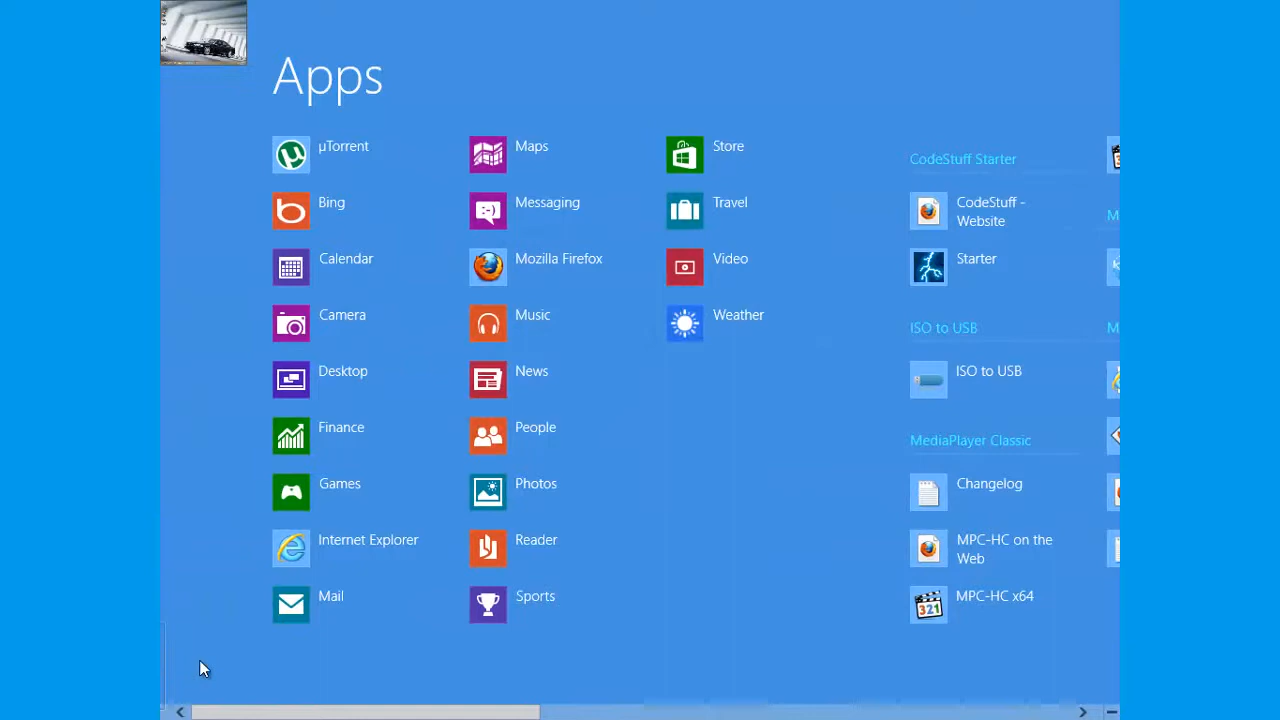 Apps
µTorrent
Bing
Calendar
Camera
Desktop
Finance
Games
Internet Explorer
Mail
Maps
Messaging
Mozilla Firefox
Music
News
People
Photos
Reader
Sports
Store
Travel
Video
Weather
CodeStuff Starter
CodeStuff -
Website
Starter
ISO to USB
ISO to USB
MediaPlayer Classic
Changelog
MPC-HC on the
Web
MPC-HC x64
M
M